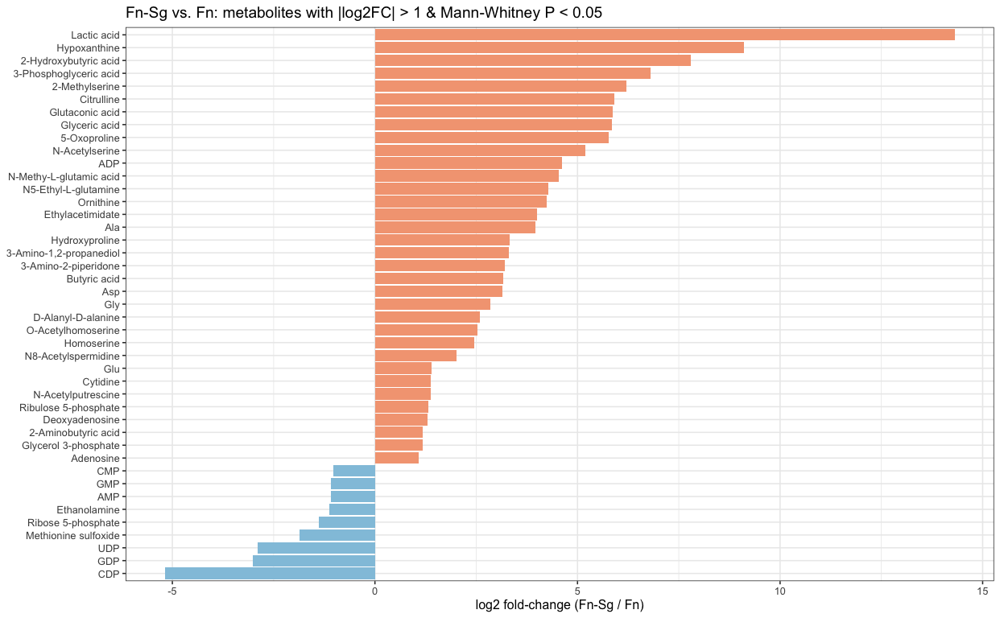 Fn-Sg vs. Fn: metabolites with |log2FC| > 1 & Mann-Whitney P < 0.05
Lactic acid
Hypoxanthine
2-Hydroxybutyric acid
3-Phosphoglyceric acid
2-Methylserine
Citrulline
Glutaconic acid
Glyceric acid
5-Oxoproline
N-Acetylserine
ADP
N-Methy-L-glutamic acid
N5-Ethyl-L-glutamine
Ornithine
Ethylacetimidate
Ala
Hydroxyproline
3-Amino-1,2-propanediol
3-Amino-2-piperidone
Butyric acid
Asp
Gly
D-Alanyl-D-alanine
O-Acetylhomoserine
Homoserine
N8-Acetylspermidine
Glu
Cytidine
N-Acetylputrescine
Ribulose 5-phosphate
Deoxyadenosine
2-Aminobutyric acid
Glycerol 3-phosphate
Adenosine
CMP
GMP
AMP
Ethanolamine
Ribose 5-phosphate
Methionine sulfoxide
UDP
GDP
CDP
-5 0 5 10 15
log2 fold-change (Fn-Sg / Fn)